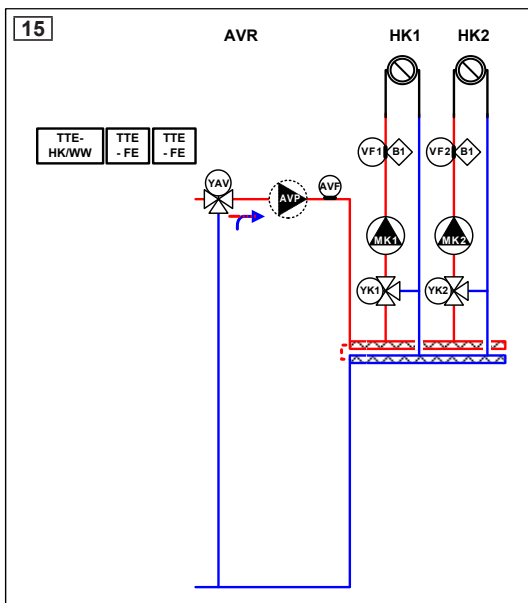 15
AVR
HK1
HK2
TTE-
HK/WW
TTE
- FE
TTE
- FE
VF1
B1
VF2
B1
YAV
AVP
AVF
MK1
MK2
YK1
YK2